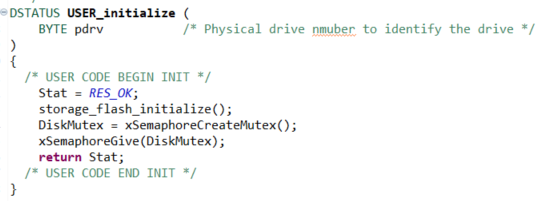 DSTATUS USER_initialize (
BYTE pdrv /* Physical drive nmuber to identify the drive */
)
{
/* USER CODE BEGIN INIT */
Stat = RES_OK;
storage_flash_initialize();
DiskMutex = xSemaphoreCreateMutex();
xSemaphoreGive(DiskMutex);
return Stat;
/* USER CODE END INIT */
}